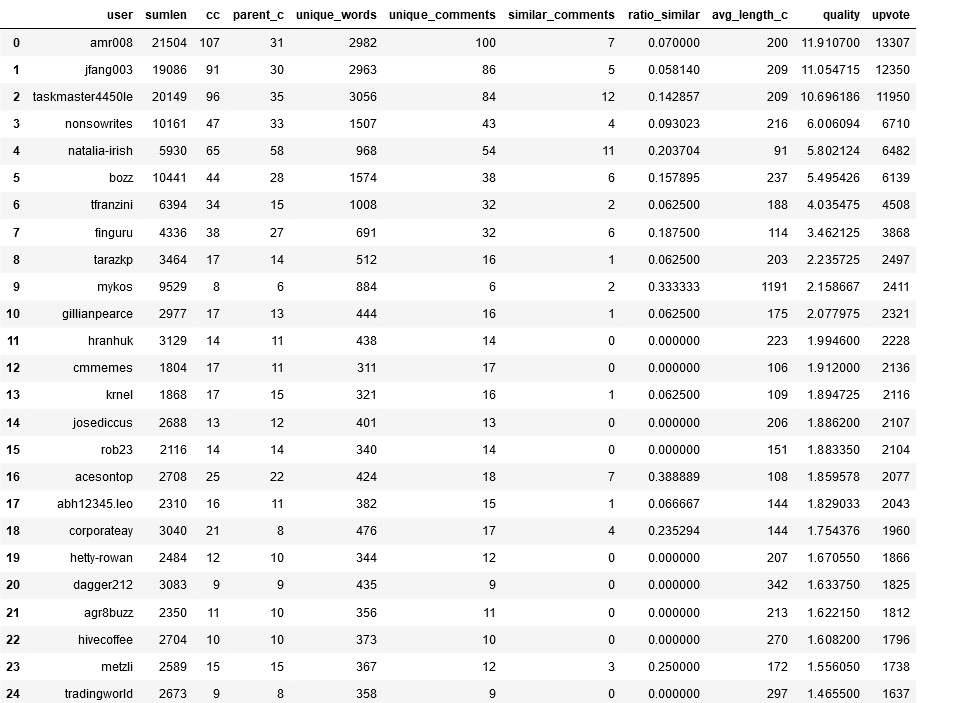 user sumlen cc parent_c unique_words unique_comments similar_comments ratio_similar avg_length_c quality upvote
0 amr008 21504 107 31 2982 100 7 0.070000 200 11.910700 13307
1 jfang003 19086 91 30 2963 86 5 0.058140 209 11.054715 12350
2 taskmaster4450le 20149 96 35 3056 84 12 0.142857 209 10.696186 11950
3 nonsowrites 10161 47 33 1507 43 4 0.093023 216 6.006094 6710
4 natalia-irish 5930 65 58 968 54 11 0.203704 91 5.802124 6482
5 bozz 10441 44 28 1574 38 6 0.157895 237 5.495426 6139
6 tfranzini 6394 34 15 1008 32 2 0.062500 188 4.035475 4508
7 finguru 4336 38 27 691 32 6 0.187500 114 3.462125 3868
8 tarazkp 3464 17 14 512 16 1 0.062500 203 2.235725 2497
9 mykos 9529 8 6 884 6 2 0.333333 1191 2.158667 2411
10 gillianpearce 2977 17 13 444 16 1 0.062500 175 2.077975 2321
11 hranhuk 3129 14 11 438 14 0 0.000000 223 1.994600 2228
12 cmmemes 1804 17 11 311 17 0 0.000000 106 1.912000 2136
13 krnel 1868 17 15 321 16 1 0.062500 109 1.894725 2116
14 josediccus 2688 13 12 401 13 0 0.000000 206 1.886200 2107
15 rob23 2116 14 14 340 14 0 0.000000 151 1.883350 2104
16 acesontop 2708 25 22 424 18 7 0.388889 108 1.859578 2077
17 abh12345.leo 2310 16 11 382 15 1 0.066667 144 1.829033 2043
18 corporateay 3040 21 8 476 17 4 0.235294 144 1.754376 1960
19 hetty-rowan 2484 12 10 344 12 0 0.000000 207 1.670550 1866
20 dagger212 3083 9 9 435 9 0 0.000000 342 1.633750 1825
21 agr8buzz 2350 11 10 356 11 0 0.000000 213 1.622150 1812
22 hivecoffee 2704 10 10 373 10 0 0.000000 270 1.608200 1796
23 metzli 2589 15 15 367 12 3 0.250000 172 1.556050 1738
24 tradingworld 2673 9 8 358 9 0 0.000000 297 1.465500 1637